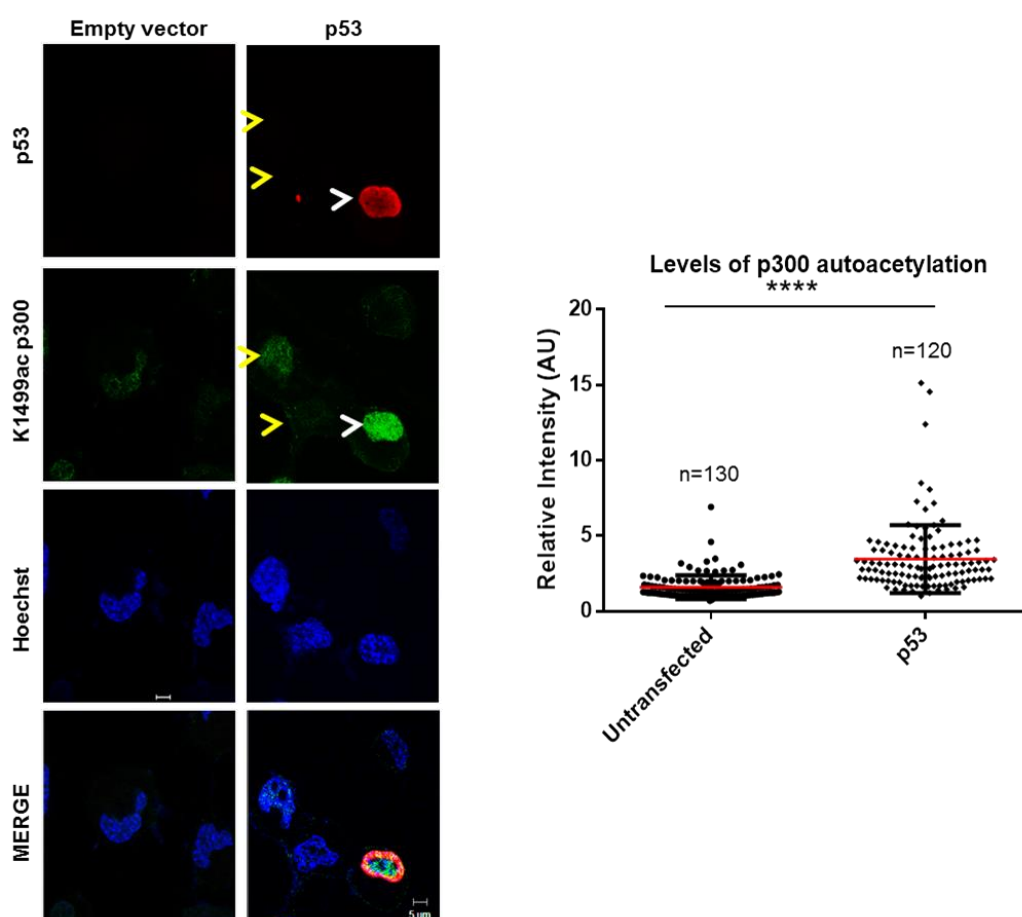 Empty vector
p53
p53
K1499ac p300
Hoechst
MERGE
5 um
Levels of p300 autoacetylation
****
Relative Intensity (AU)
20
15
10
5
0
n=130
n=120
Untransfected
p53